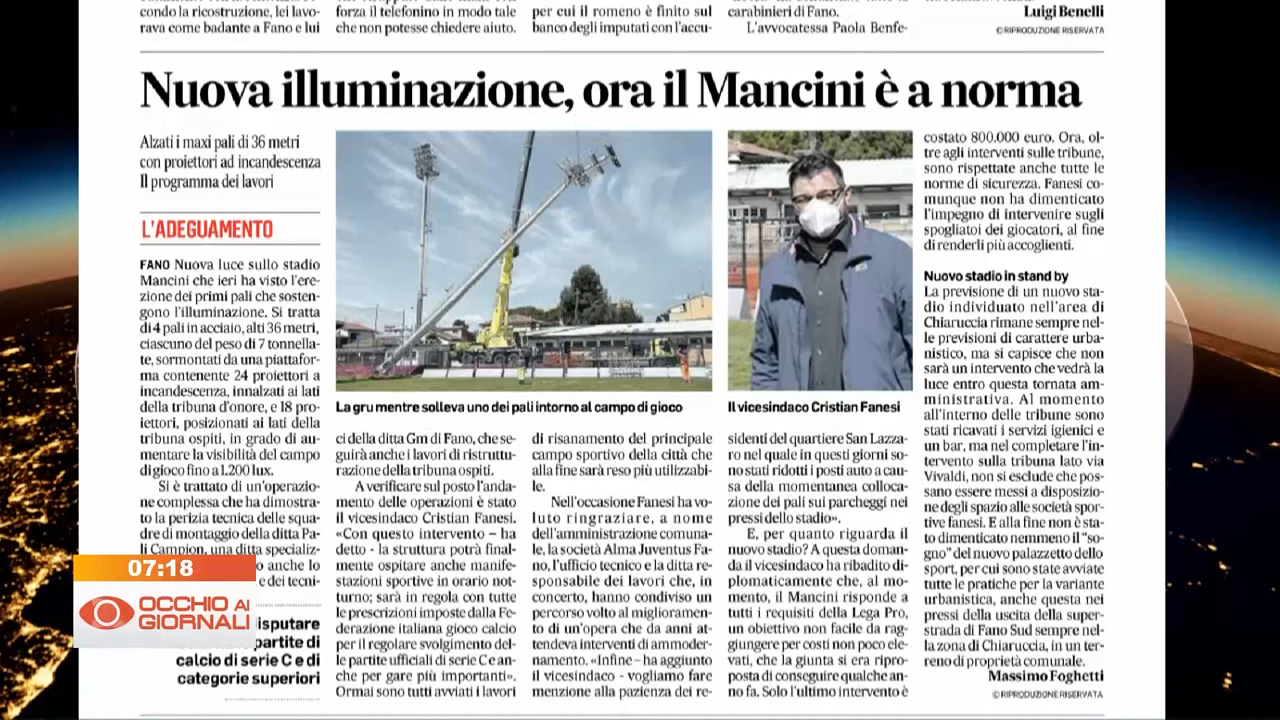 condo la ricostruzione, lei lavo-
rava come badante a Fano e lui
forza il telefonino in modo tale
che non potesse chiedere aiuto.
per cui il romeno è finito sul
banco degli imputati con l'accu-
carabinieri di Fano.
L'avvocatessa Paola Benfe-
Luigi Benelli
©RIPRODUZIONE RISERVATA
Nuova illuminazione, ora il Mancini è a norma
Alzati i maxi pali di 36 metri
con proiettori ad incandescenza
Il programma dei lavori
L'ADEGUAMENTO
FANO Nuova luce sullo stadio
Mancini che ieri ha visto l'ere-
zione dei primi pali che sosten-
gono l'illuminazione. Si tratta
di 4 pali in acciaio, alti 36 metri,
ciascuno del peso di 7 tonnella-
te, sormontati da una piattafor-
ma contenente 24 proiettori a
incandescenza, innalzati ai lati
della tribuna d'onore, e 18 pro-
iettori, posizionati ai lati della
tribuna ospiti, in grado di au-
mentare la visibilità del campo
di gioco fino a 1.200 lux.
Si è trattato di un'operazio-
ne complessa che ha dimostra-
to la perizia tecnica delle squa-
dre di montaggio della ditta Pa-
li Campion, una ditta specializ-
o anche lo
e dei tecni-
isputare
partite di
calcio di serie C e di
categorie superiori
07:18
OCCHIO AI
GIORNALI
La gru mentre solleva uno dei pali intorno al campo di gioco
Il vicesindaco Cristian Fanesi
ci della ditta Gm di Fano, che se-
guirà anche i lavori di ristruttu-
razione della tribuna ospiti.
A verificare sul posto l'anda-
mento delle operazioni è stato
il vicesindaco Cristian Fanesi.
«Con questo intervento – ha
detto - la struttura potrà final-
mente ospitare anche manife-
stazioni sportive in orario not-
turno; sarà in regola con tutte
le prescrizioni imposte dalla Fe-
derazione italiana gioco calcio
per il regolare svolgimento del-
le partite ufficiali di serie C e an-
che per gare più importanti».
Ormai sono tutti avviati i lavori
di risanamento del principale
campo sportivo della città che
alla fine sarà reso più utilizzabi-
le.
Nell'occasione Fanesi ha vo-
luto ringraziare, a nome
dell'amministrazione comuna-
le, la società Alma Juventus Fa-
no, l'ufficio tecnico e la ditta re-
sponsabile dei lavori che, in
concerto, hanno condiviso un
percorso volto al miglioramen-
to di un'opera che da anni at-
tendeva interventi di ammoder-
namento. «Infine – ha aggiunto
il vicesindaco - vogliamo fare
menzione alla pazienza dei re-
sidenti del quartiere San Lazza-
ro nel quale in questi giorni so-
no stati ridotti i posti auto a cau-
sa della momentanea colloca-
zione dei pali sui parcheggi nei
pressi dello stadio».
E, per quanto riguarda il
nuovo stadio? A questa doman-
da il vicesindaco ha ribadito di-
plomaticamente che, al mo-
mento, il Mancini risponde a
tutti i requisiti della Lega Pro,
un obiettivo non facile da rag-
giungere per costi non poco ele-
vati, che la giunta si era ripro-
posta di conseguire qualche an-
no fa. Solo l'ultimo intervento è
costato 800.000 euro. Ora, ol-
tre agli interventi sulle tribune,
sono rispettate anche tutte le
norme di sicurezza. Fanesi co-
munque non ha dimenticato
l'impegno di intervenire sugli
spogliatoi dei giocatori, al fine
di renderli più accoglienti.
Nuovo stadio in stand by
La previsione di un nuovo sta-
dio individuato nell'area di
Chiaruccia rimane sempre nel-
le previsioni di carattere urba-
nistico, ma si capisce che non
sarà un intervento che vedrà la
luce entro questa tornata am-
ministrativa. Al momento
all'interno delle tribune sono
stati ricavati i servizi igienici e
un bar, ma nel completare l'in-
tervento sulla tribuna lato via
Vivaldi, non si esclude che pos-
sano essere messi a disposizio-
ne degli spazio alle società spor-
tive fanesi. E alla fine non è sta-
to dimenticato nemmeno il "so-
gno" del nuovo palazzetto dello
sport, per cui sono state avviate
tutte le pratiche per la variante
urbanistica, anche questa nei
pressi della uscita della super-
strada di Fano Sud sempre nel-
la zona di Chiaruccia, in un ter-
reno di proprietà comunale.
Massimo Foghetti
©RIPRODUZIONE RISERVATA